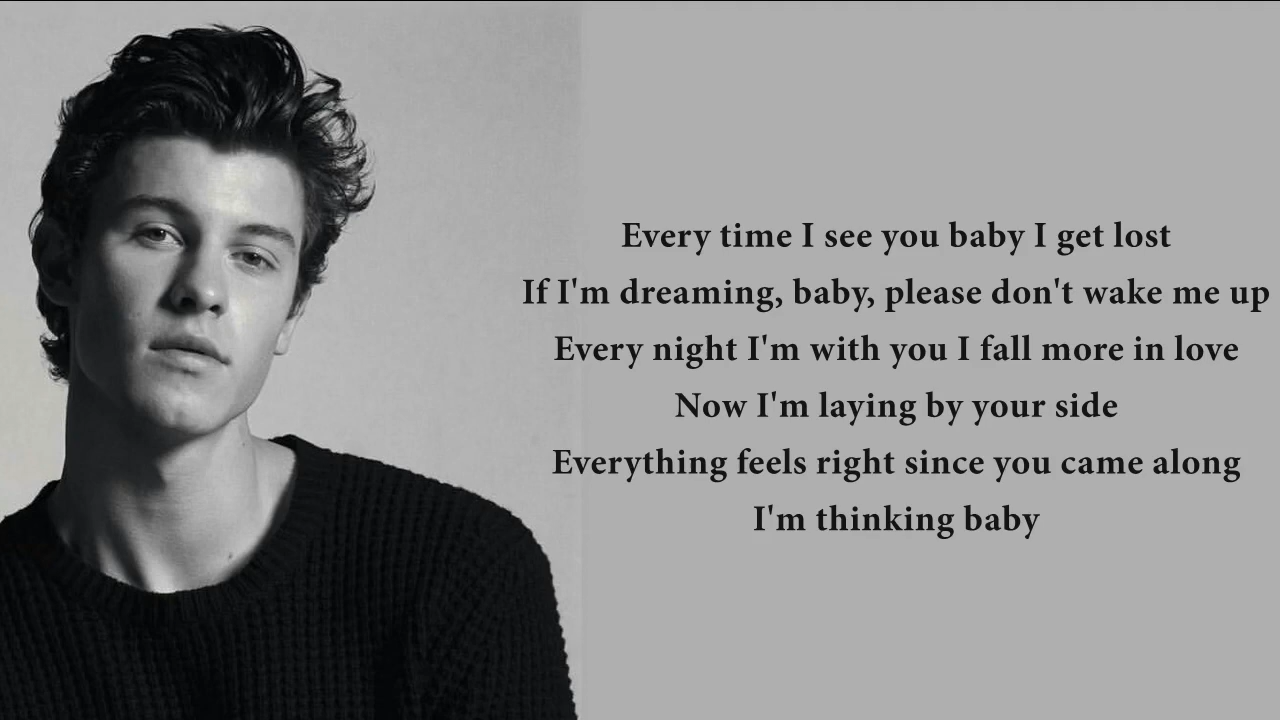 Every time I see you baby I get lost
If I'm dreaming, baby, please don't wake me up
Every night I'm with you I fall more in love
Now I'm laying by your side
Everything feels right since you came along
I'm thinking baby